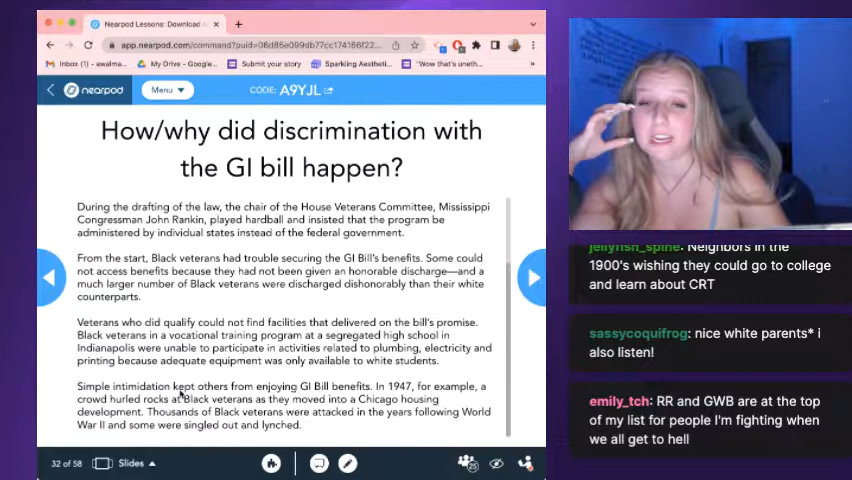 Nearpod Lessons: Download r
app.nearpod.com/command?puid=06d85e099db77cc174166f22...
Inbox (64) - awalma...
My Drive - Google...
Submit your story
Sparkling Aesthetic...
"Wow that's uneth...
nearpod
Menu
CODE: A9YJL
How/why did discrimination with
the GI bill happen?
During the drafting of the law, the chair of the House Veterans Committee, Mississippi
Congressman John Rankin, played hardball and insisted that the program be
administered by individual states instead of the federal government.
From the start, Black veterans had trouble securing the GI Bill's benefits. Some could
not access benefits because they had not been given an honorable discharge—and a
much larger number of Black veterans were discharged dishonorably than their white
counterparts.
Veterans who did qualify could not find facilities that delivered on the bill's promise.
Black veterans in a vocational training program at a segregated high school in
Indianapolis were unable to participate in activities related to plumbing, electricity and
printing because adequate equipment was only available to white students.
Simple intimidation kept others from enjoying GI Bill benefits. In 1947, for example, a
crowd hurled rocks at Black veterans as they moved into a Chicago housing
development. Thousands of Black veterans were attacked in the years following World
War II and some were singled out and lynched.
32 of 58
Slides
25
jellyfish_spine: Neighbors in the
1900's wishing they could go to college
and learn about CRT
sassycoquifrog: nice white parents* i
also listen!
emily_tch: RR and GWB are at the top
of my list for people I'm fighting when
we all get to hell